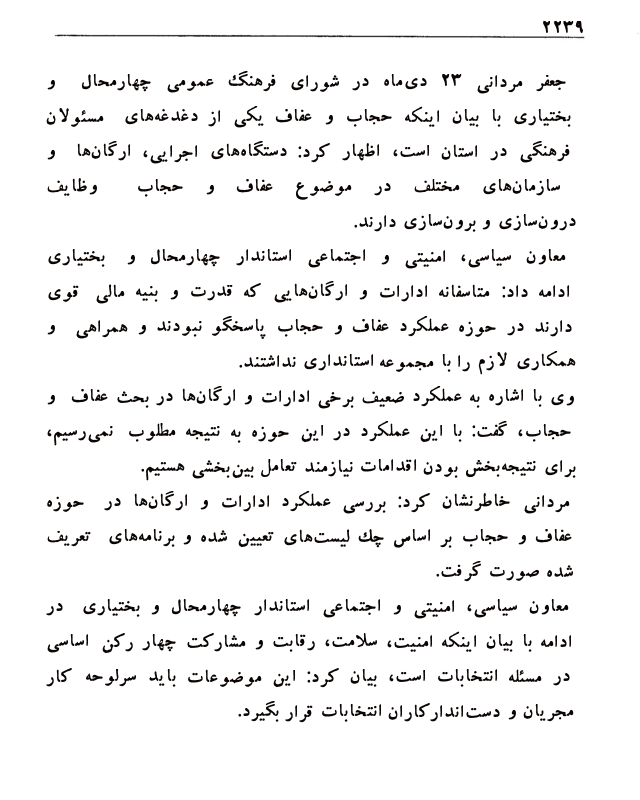 ۲۲۳۹
جعفر مردانی ۲۳ دی‌ماه در شورای فرهنگ عمومی چهارمحال و
بختیاری با بیان اینکه حجاب و عفاف یکی از دغدغه‌های مسئولان
فرهنگی در استان است، اظهار کرد: دستگاه‌های اجرایی، ارگان‌ها و
سازمان‌های مختلف در موضوع عفاف و حجاب وظایف
درون‌سازی و برون‌سازی دارند.
معاون سیاسی، امنیتی و اجتماعی استاندار چهارمحال و بختیاری
ادامه داد: متاسفانه ادارات و ارگان‌هایی که قدرت و بنیه مالی قوی
دارند در حوزه عملکرد عفاف و حجاب پاسخگو نبودند و همراهی و
همکاری لازم را با مجموعه استانداری نداشتند.
وی با اشاره به عملکرد ضعیف برخی ادارات و ارگان‌ها در بحث عفاف و
حجاب، گفت: با این عملکرد در این حوزه به نتیجه مطلوب نمی‌رسیم،
برای نتیجه‌بخش بودن اقدامات نیازمند تعامل بین‌بخشی هستیم.
مردانی خاطرنشان کرد: بررسی عملکرد ادارات و ارگان‌ها در حوزه
عفاف و حجاب بر اساس چك لیست‌های تعیین شده و برنامه‌های تعریف
شده صورت گرفت.
معاون سیاسی، امنیتی و اجتماعی استاندار چهارمحال و بختیاری در
ادامه با بیان اینکه امنیت، سلامت، رقابت و مشارکت چهار رکن اساسی
در مسئله انتخابات است، بیان کرد: این موضوعات باید سرلوحه کار
مجریان و دست‌اندارکاران انتخابات قرار بگیرد.